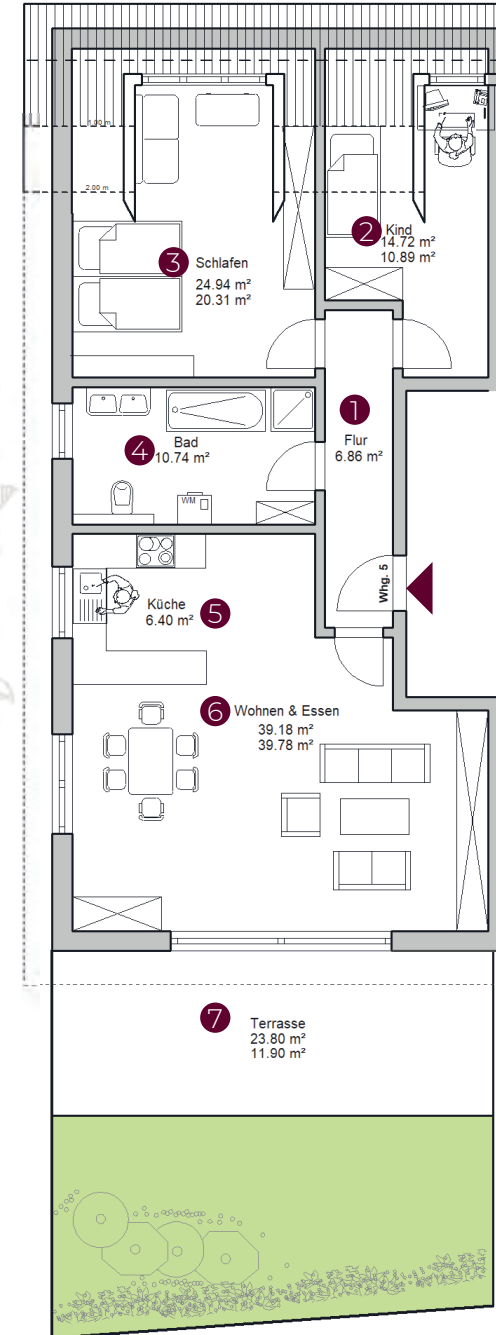 1.00 m
2.00 m
2
Kind
14.72 m²
10.89 m²
3
Schlafen
24.94 m²
20.31 m²
1
Flur
6.86 m²
4
Bad
10.74 m²
WM
Whg. 5
Küche
6.40 m²
5
6
Wohnen & Essen
39.18 m²
39.78 m²
7
Terrasse
23.80 m²
11.90 m²